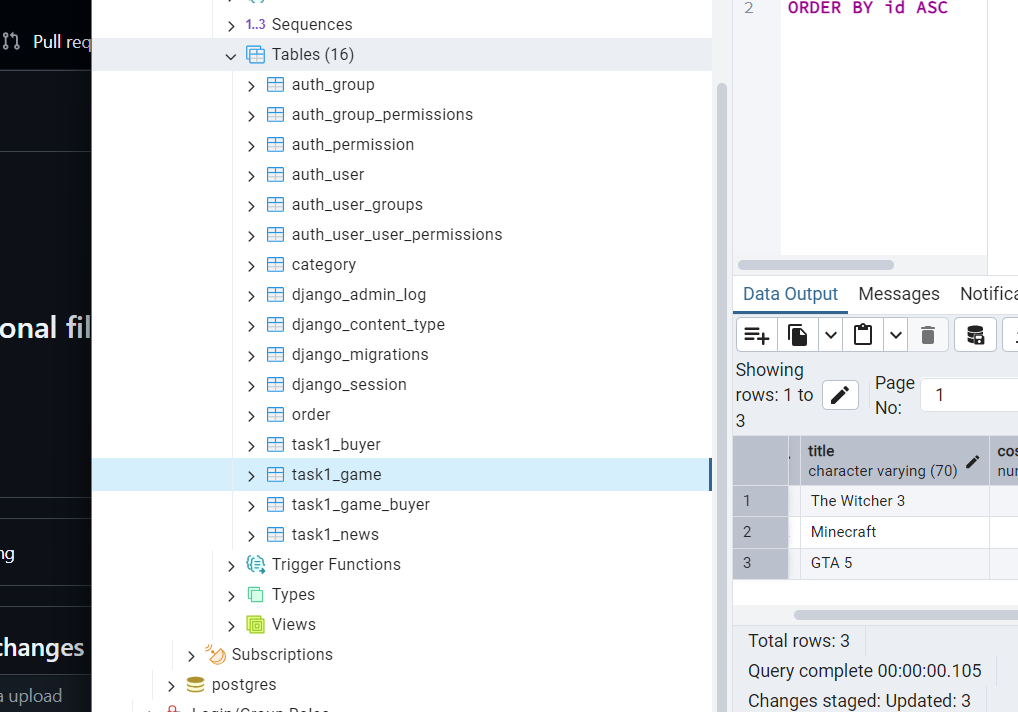 Pull req
onal fil
ng
changes
a upload
1..3 Sequences
Tables (16)
auth_group
auth_group_permissions
auth_permission
auth_user
auth_user_groups
auth_user_user_permissions
category
django_admin_log
django_content_type
django_migrations
django_session
order
task1_buyer
task1_game
task1_game_buyer
task1_news
Trigger Functions
Types
Views
Subscriptions
postgres
Login/Group Roles
2 ORDER BY id ASC
Data Output Messages Notifica
Showing rows: 1 to 3
Page No: 1
title cos
character varying (70) num
1 The Witcher 3
2 Minecraft
3 GTA 5
Total rows: 3
Query complete 00:00:00.105
Changes staged: Updated: 3